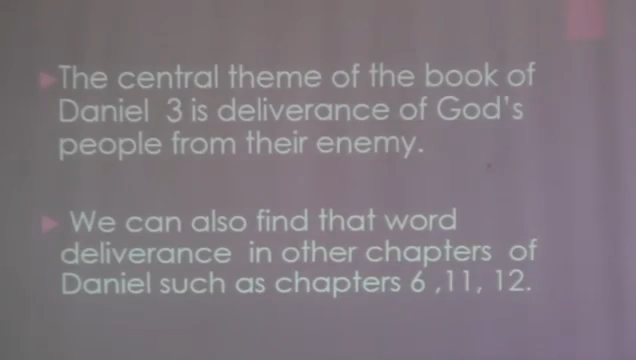 The central theme of the book of
Daniel 3 is deliverance of God's
people from their enemy.
We can also find that word
deliverance in other chapters of
Daniel such as chapters 6 ,11, 12.